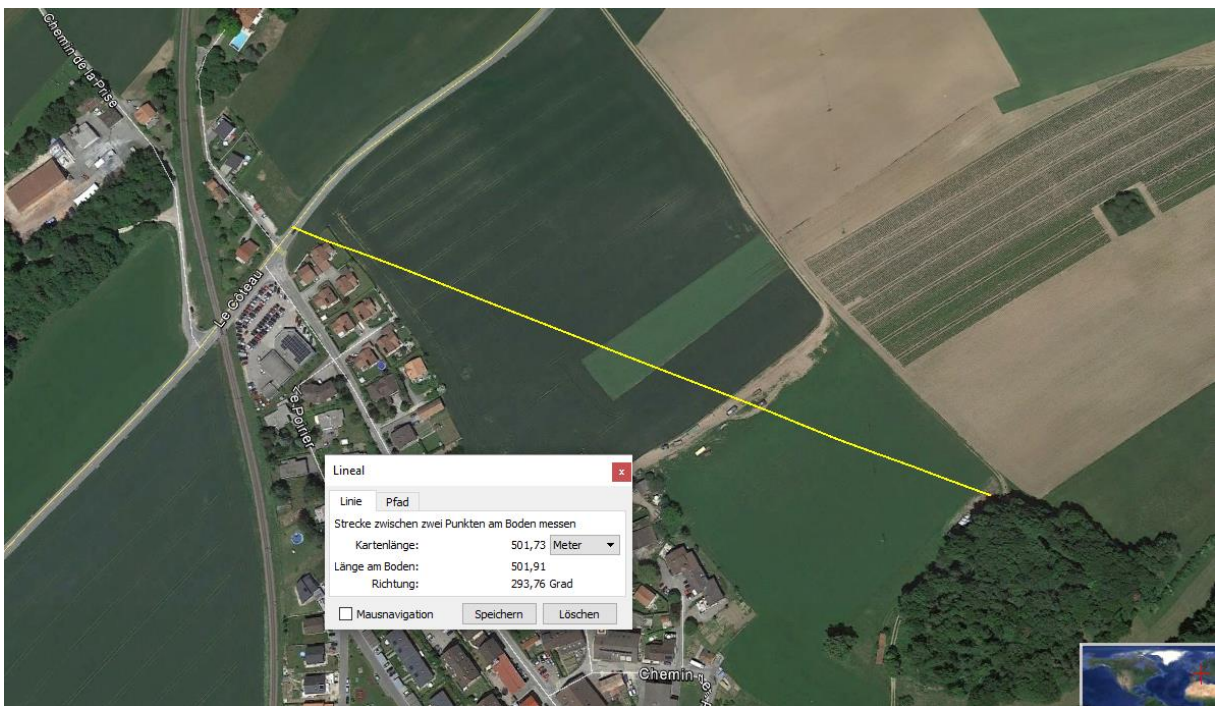 Chemin de la Prise
Le Côteau
Le Poirier
Lineal
x
Linie
Pfad
Strecke zwischen zwei Punkten am Boden messen
Kartenlänge:
501,73
Meter
Länge am Boden:
501,91
Richtung:
293,76 Grad
Mausnavigation
Speichern
Löschen
Chemin